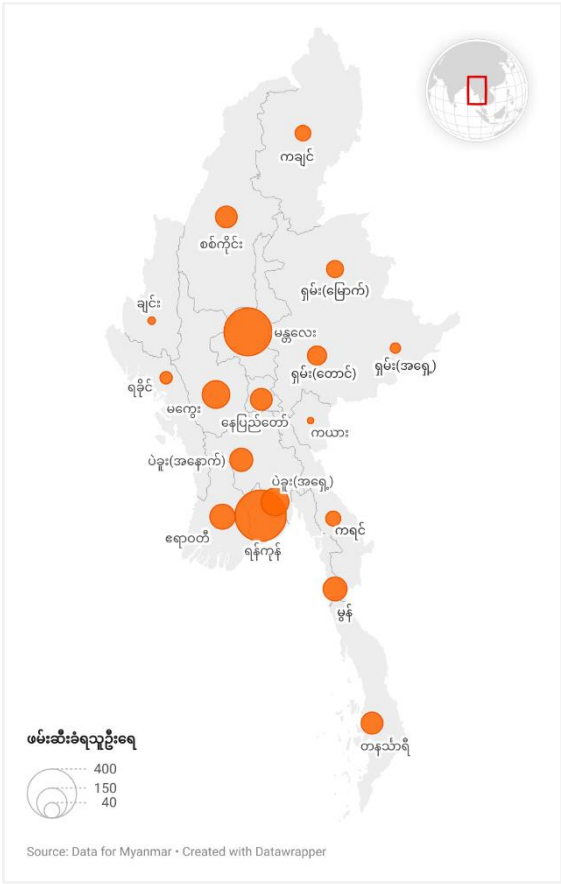 ကချင်
စစ်ကိုင်း
ရှမ်း(မြောက်)
ချင်း
မန္တလေး
ရှမ်း(တောင်)
ရှမ်း(အရှေ့)
ရခိုင်
မကွေး
နေပြည်တော်
ကယား
ပဲခူး(အနောက်)
ပဲခူး(အရှေ့)
ဧရာဝတီ
ရန်ကုန်
ကရင်
မွန်
တနင်္သာရီ
ဖမ်းဆီးခံရသူဦးရေ
400
150
40
Source: Data for Myanmar • Created with Datawrapper